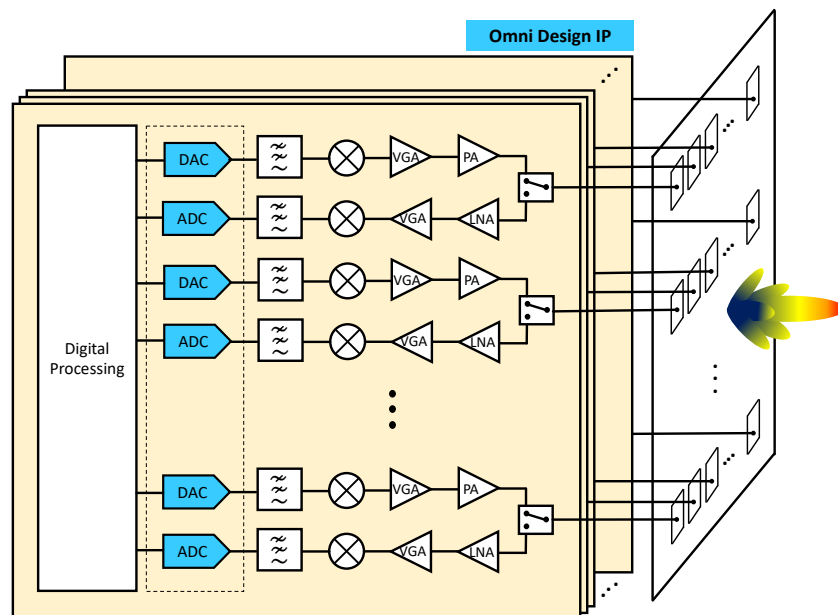 Omni Design IP
DAC
VGA
PA
ADC
VGA
LNA
DAC
VGA
PA
ADC
VGA
LNA
Digital
Processing
DAC
VGA
PA
ADC
VGA
LNA